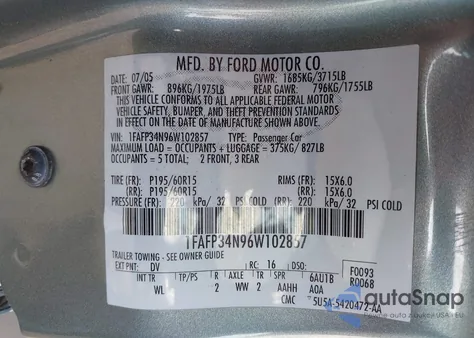 MFD. BY FORD MOTOR CO.
DATE: 07/05 GVWR: 1685KG/3715LB
FRONT GAWR: 896KG/1975LB REAR GAWR: 796KG/1755LB
THIS VEHICLE CONFORMS TO ALL APPLICABLE FEDERAL MOTOR
VEHICLE SAFETY, BUMPER, AND THEFT PREVENTION STANDARDS
IN EFFECT ON THE DATE OF MANUFACTURE SHOWN ABOVE.
VIN: 1FAFP34N96W102857 TYPE: Passenger Car
MAXIMUM LOAD = OCCUPANTS + LUGGAGE = 375KG/ 827LB
OCCUPANTS = 5 TOTAL: 2 FRONT, 3 REAR
TIRE (FR): P195/60R15 RIMS (FR): 15X6.0
(RR): P195/60R15 (RR): 15X6.0
PRESSURE (FR): 220 kPa/ 32 PSI COLD (RR): 220 kPa/ 32 PSI COLD
1FAFP34N96W102857
TRAILER TOWING - SEE OWNER GUIDE
EXT PNT: DV RC: 16 DSO: F0093
INT TR TP/PS R AXLE TR 6AUTB R0068
WL 2 WW 2 AAHH AOA
CMC 5U5A-5420472-AA
autoSnap